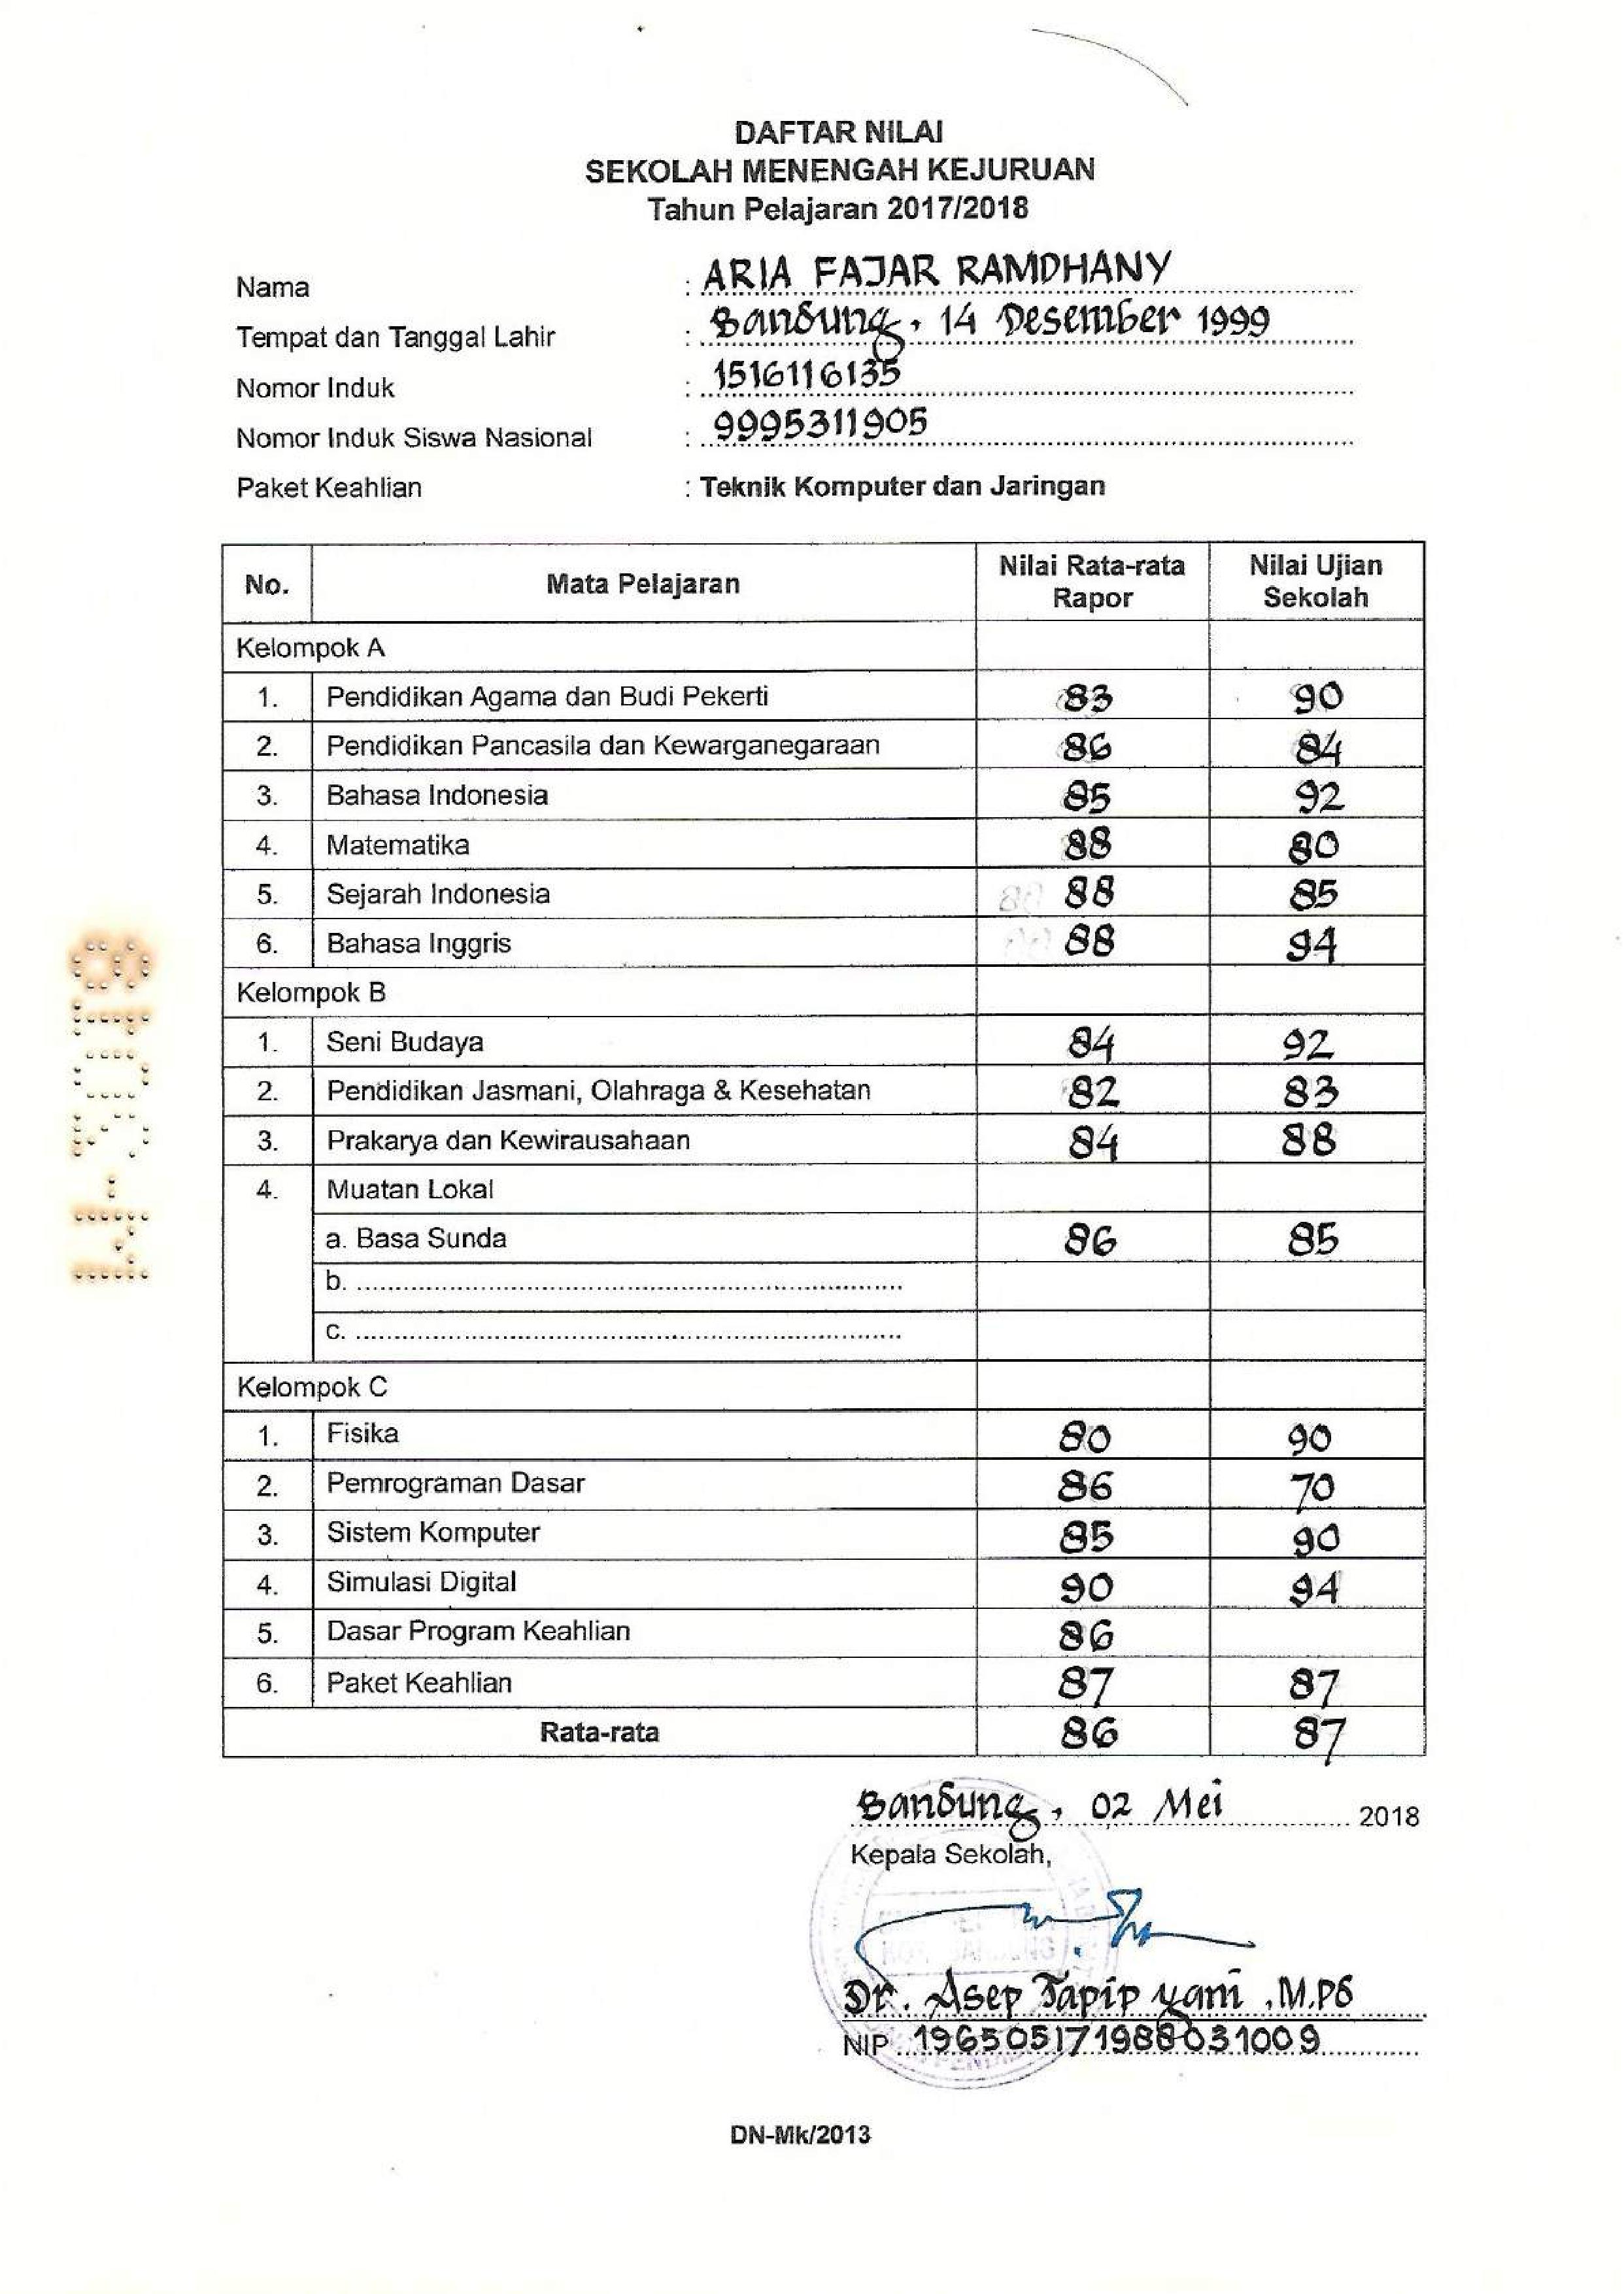 DAFTAR NILAI
SEKOLAH MENENGAH KEJURUAN
Tahun Pelajaran 2017/2018
Nama : ARIA FAJAR RAMDHANY
Tempat dan Tanggal Lahir : Bandung, 14 Desember 1999
Nomor Induk : 1516116135
Nomor Induk Siswa Nasional : 9995311905
Paket Keahlian : Teknik Komputer dan Jaringan
No. Mata Pelajaran Nilai Rata-rata Rapor Nilai Ujian Sekolah
Kelompok A
1. Pendidikan Agama dan Budi Pekerti 83 90
2. Pendidikan Pancasila dan Kewarganegaraan 86 84
3. Bahasa Indonesia 85 92
4. Matematika 88 80
5. Sejarah Indonesia 88 85
6. Bahasa Inggris 88 94
Kelompok B
1. Seni Budaya 84 92
2. Pendidikan Jasmani, Olahraga & Kesehatan 82 83
3. Prakarya dan Kewirausahaan 84 88
4. Muatan Lokal
a. Basa Sunda 86 85
b.
c.
Kelompok C
1. Fisika 80 90
2. Pemrograman Dasar 86 70
3. Sistem Komputer 85 90
4. Simulasi Digital 90 94
5. Dasar Program Keahlian 86
6. Paket Keahlian 87 87
Rata-rata 86 87
Bandung, 02 Mei 2018
Kepala Sekolah,
Dr. Asep Tapip yani, M.Pd
NIP 196505171988031009
DN-Mk/2013